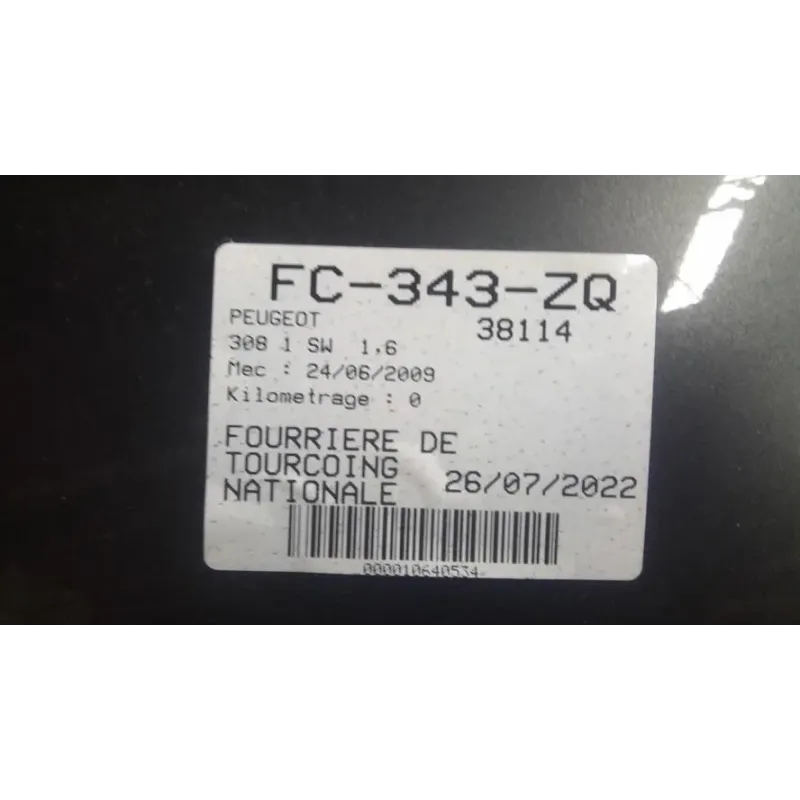 FC-343-ZQ
PEUGEOT 38114
308 1 SW 1,6
Mec : 24/06/2009
Kilometrage : 0
FOURRIERE DE
TOURCOING
NATIONALE 26/07/2022
000010640534